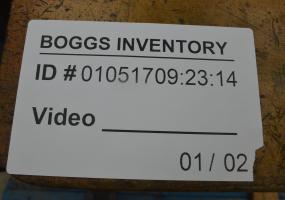 BOGGS INVENTORY
ID # 01051709:23:14
Video
01 / 02